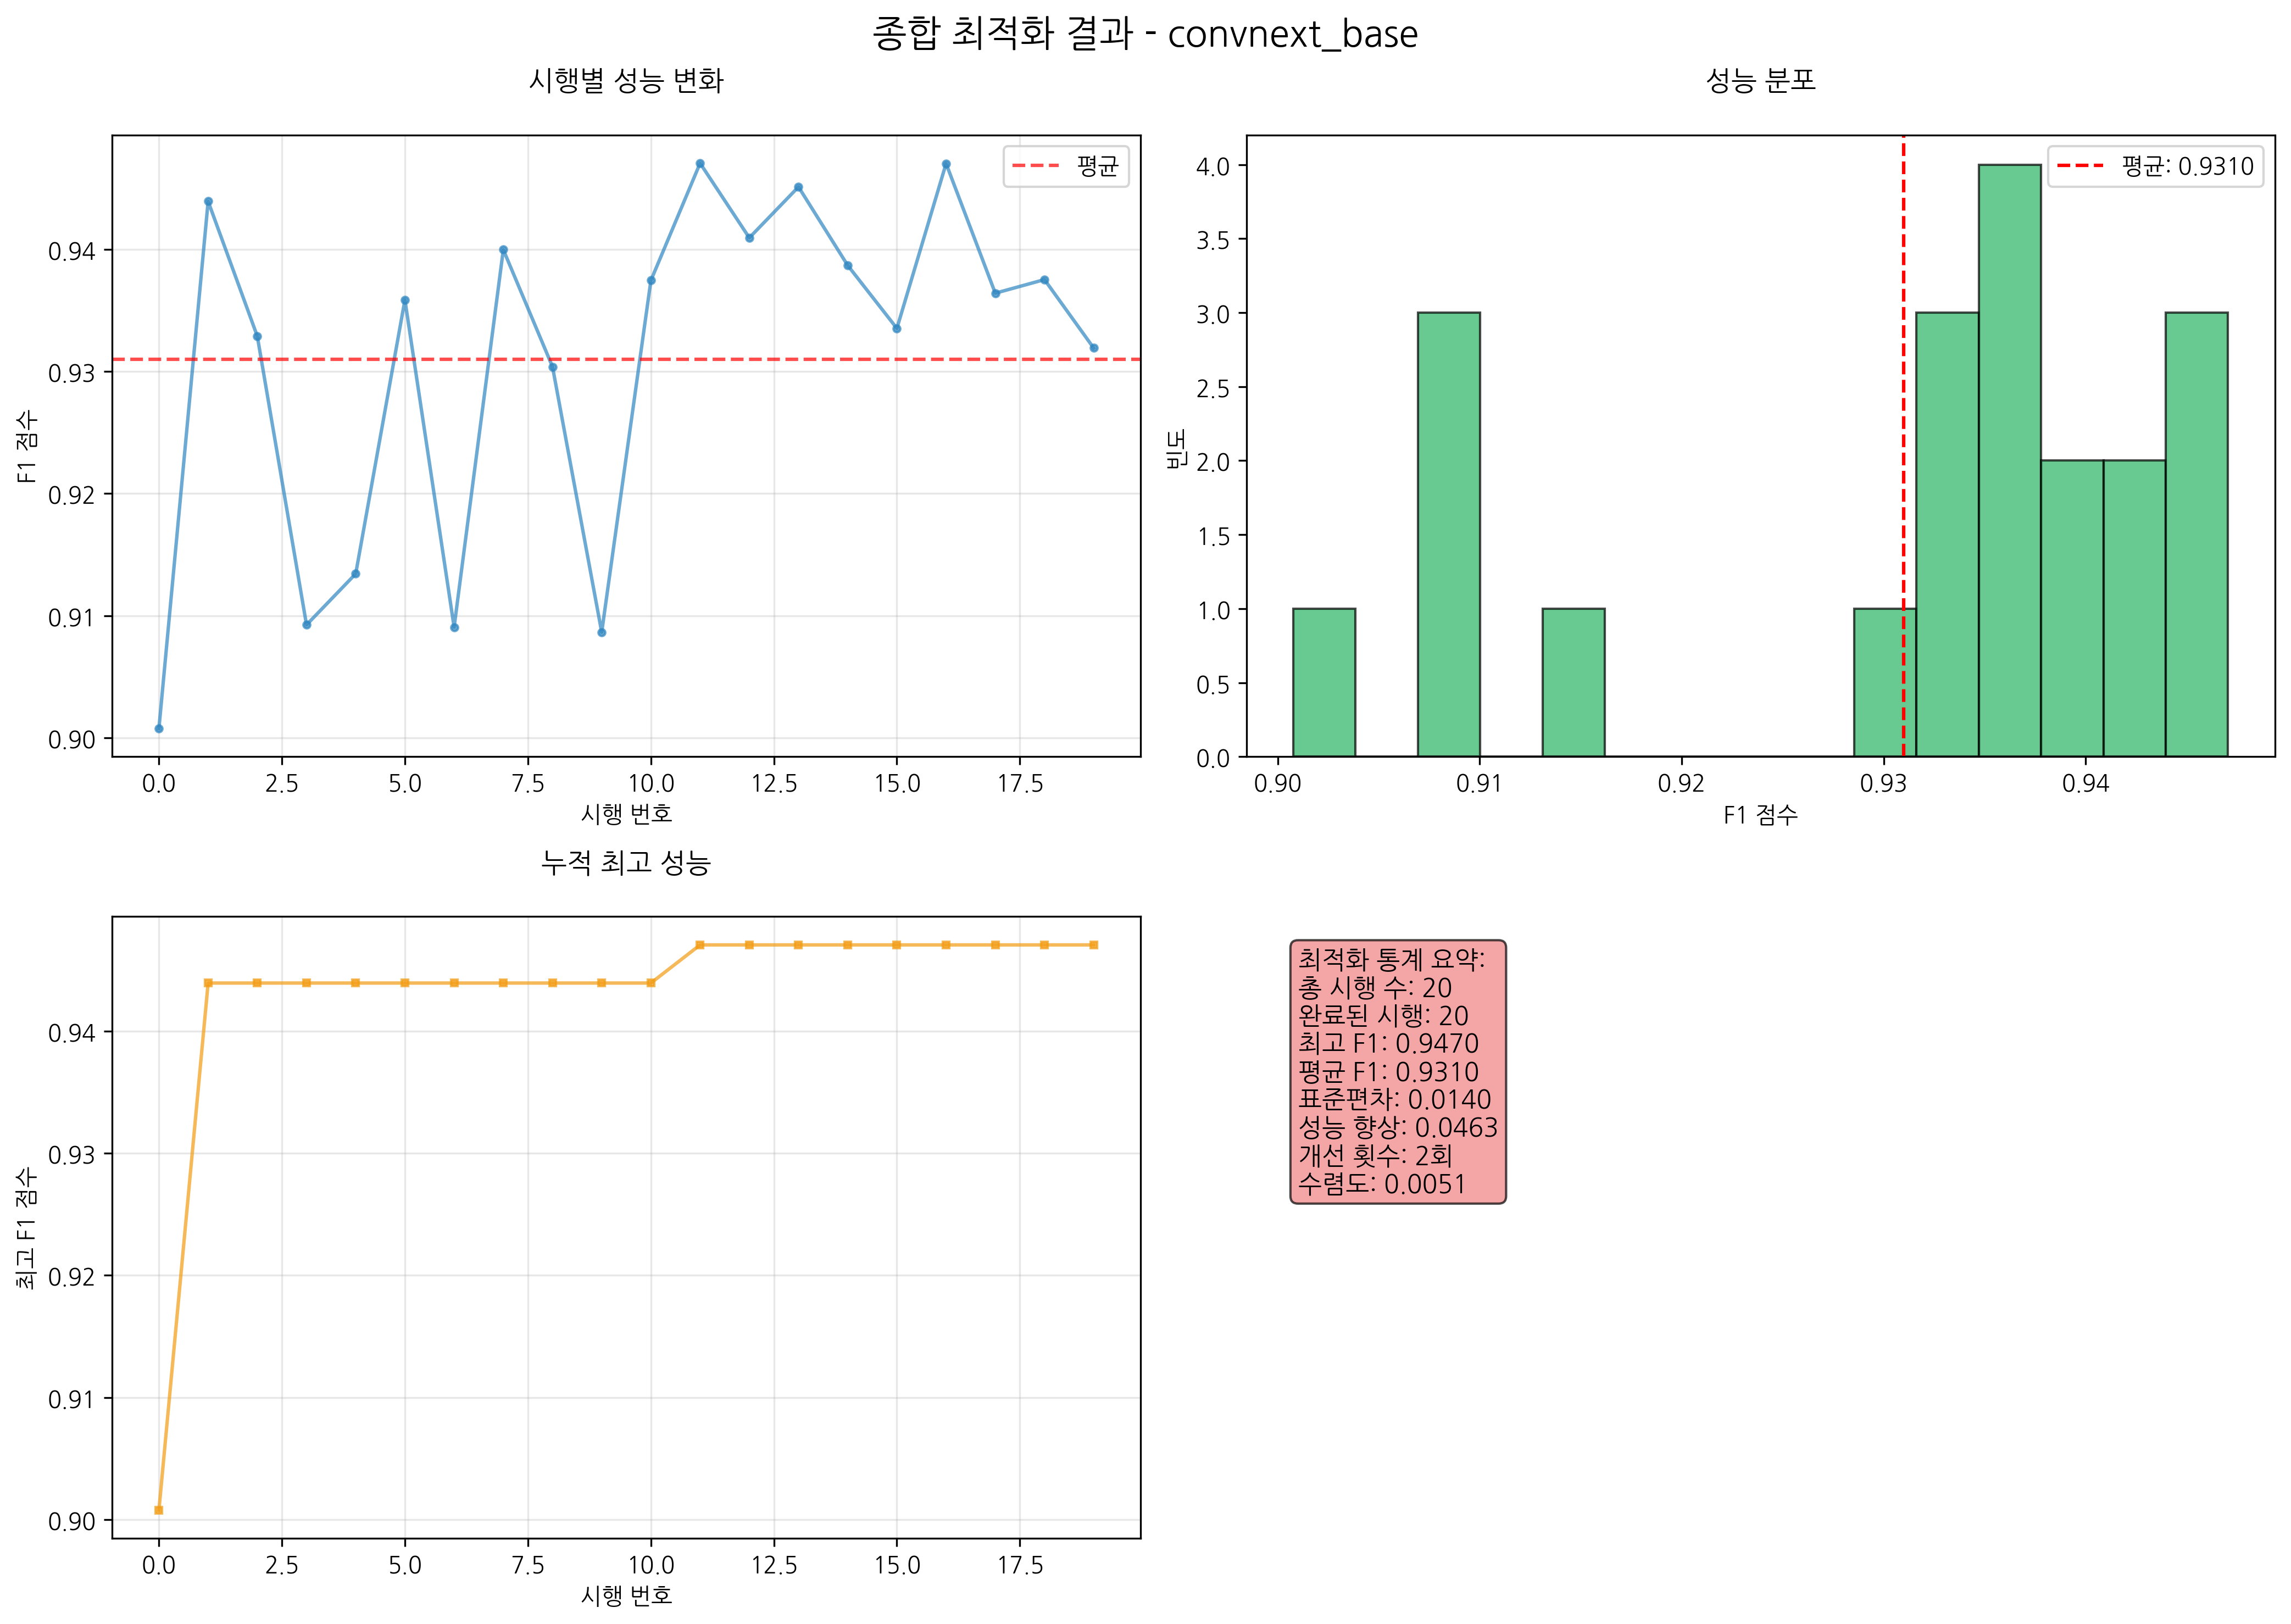 종합 최적화 결과 - convnext_base
시행별 성능 변화
F1 점수
0.94
0.93
0.92
0.91
0.90
평균
0.0 2.5 5.0 7.5 10.0 12.5 15.0 17.5
시행 번호
성능 분포
빈도
4.0
3.5
3.0
2.5
2.0
1.5
1.0
0.5
0.0
평균: 0.9310
0.90 0.91 0.92 0.93 0.94
F1 점수
누적 최고 성능
최고 F1 점수
0.94
0.93
0.92
0.91
0.90
0.0 2.5 5.0 7.5 10.0 12.5 15.0 17.5
시행 번호
최적화 통계 요약:
총 시행 수: 20
완료된 시행: 20
최고 F1: 0.9470
평균 F1: 0.9310
표준편차: 0.0140
성능 향상: 0.0463
개선 횟수: 2회
수렴도: 0.0051